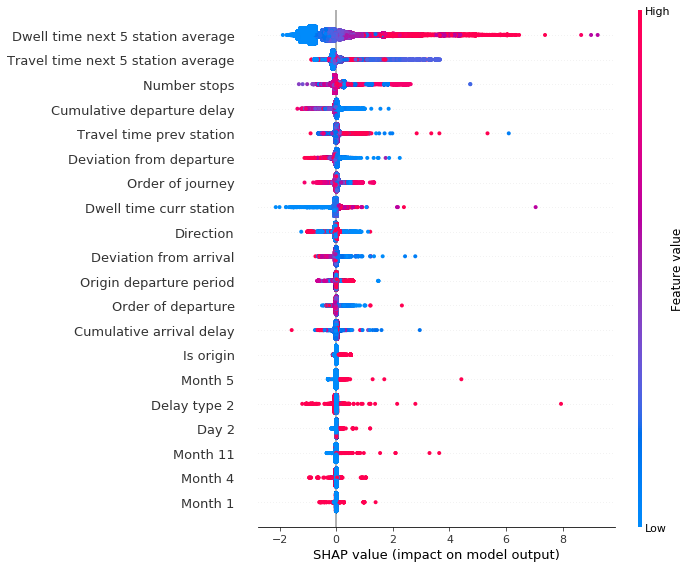 High
Dwell time next 5 station average
Travel time next 5 station average
Number stops
Cumulative departure delay
Travel time prev station
Deviation from departure
Order of journey
Dwell time curr station
Direction
Deviation from arrival
Origin departure period
Order of departure
Cumulative arrival delay
Is origin
Month 5
Delay type 2
Day 2
Month 11
Month 4
Month 1
Feature value
Low
−2 0 2 4 6 8
SHAP value (impact on model output)